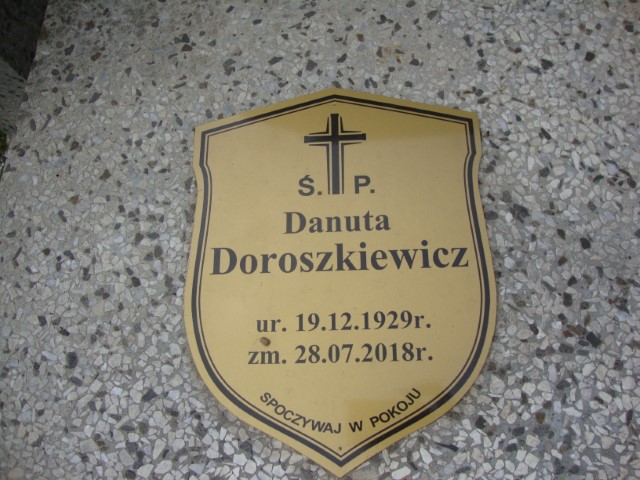 Ś. P.
Danuta
Doroszkiewicz
ur. 19.12.1929r.
zm. 28.07.2018r.
SPOCZYWAJ W POKOJU